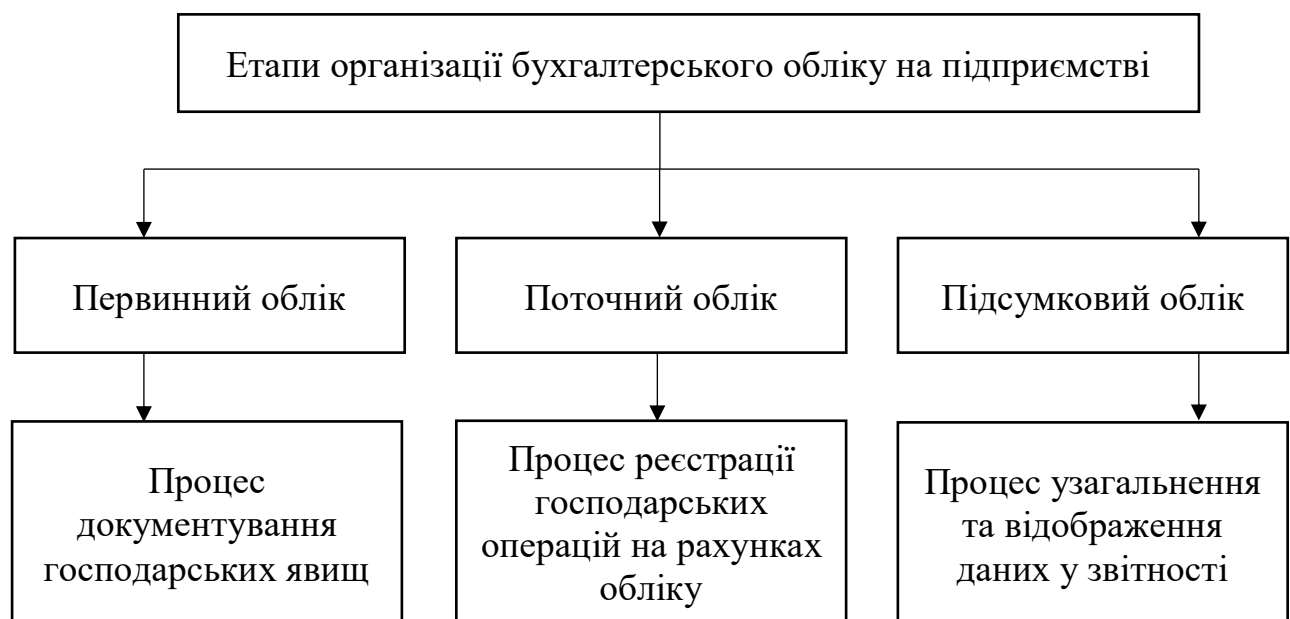 Етапи організації бухгалтерського обліку на підприємстві
Первинний облік
Поточний облік
Підсумковий облік
Процес
документування
господарських явищ
Процес реєстрації
господарських
операцій на рахунках
обліку
Процес узагальнення
та відображення
даних у звітності